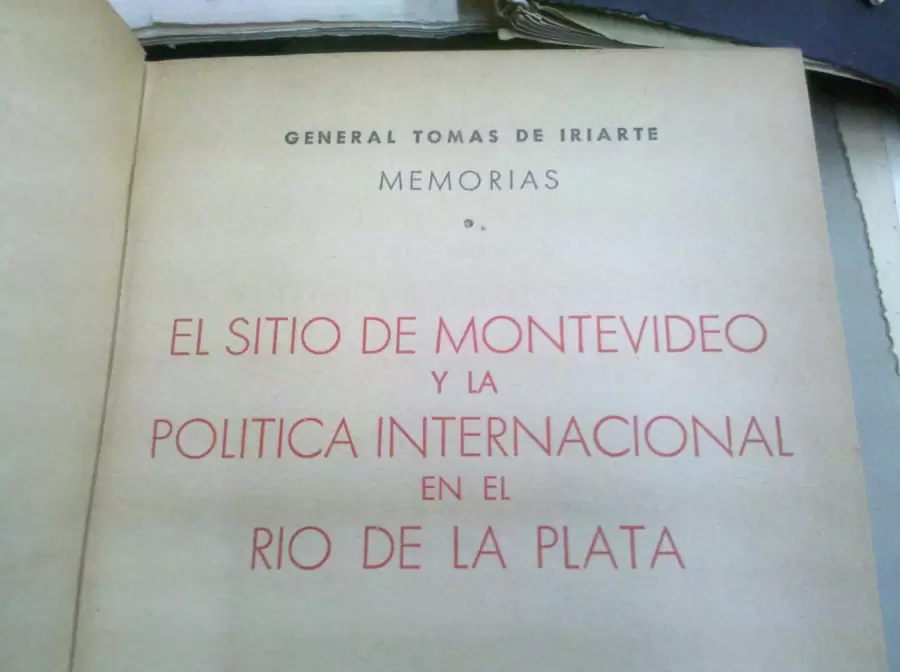 GENERAL TOMAS DE IRIARTE
MEMORIAS
EL SITIO DE MONTEVIDEO
Y LA
POLITICA INTERNACIONAL
EN EL
RIO DE LA PLATA